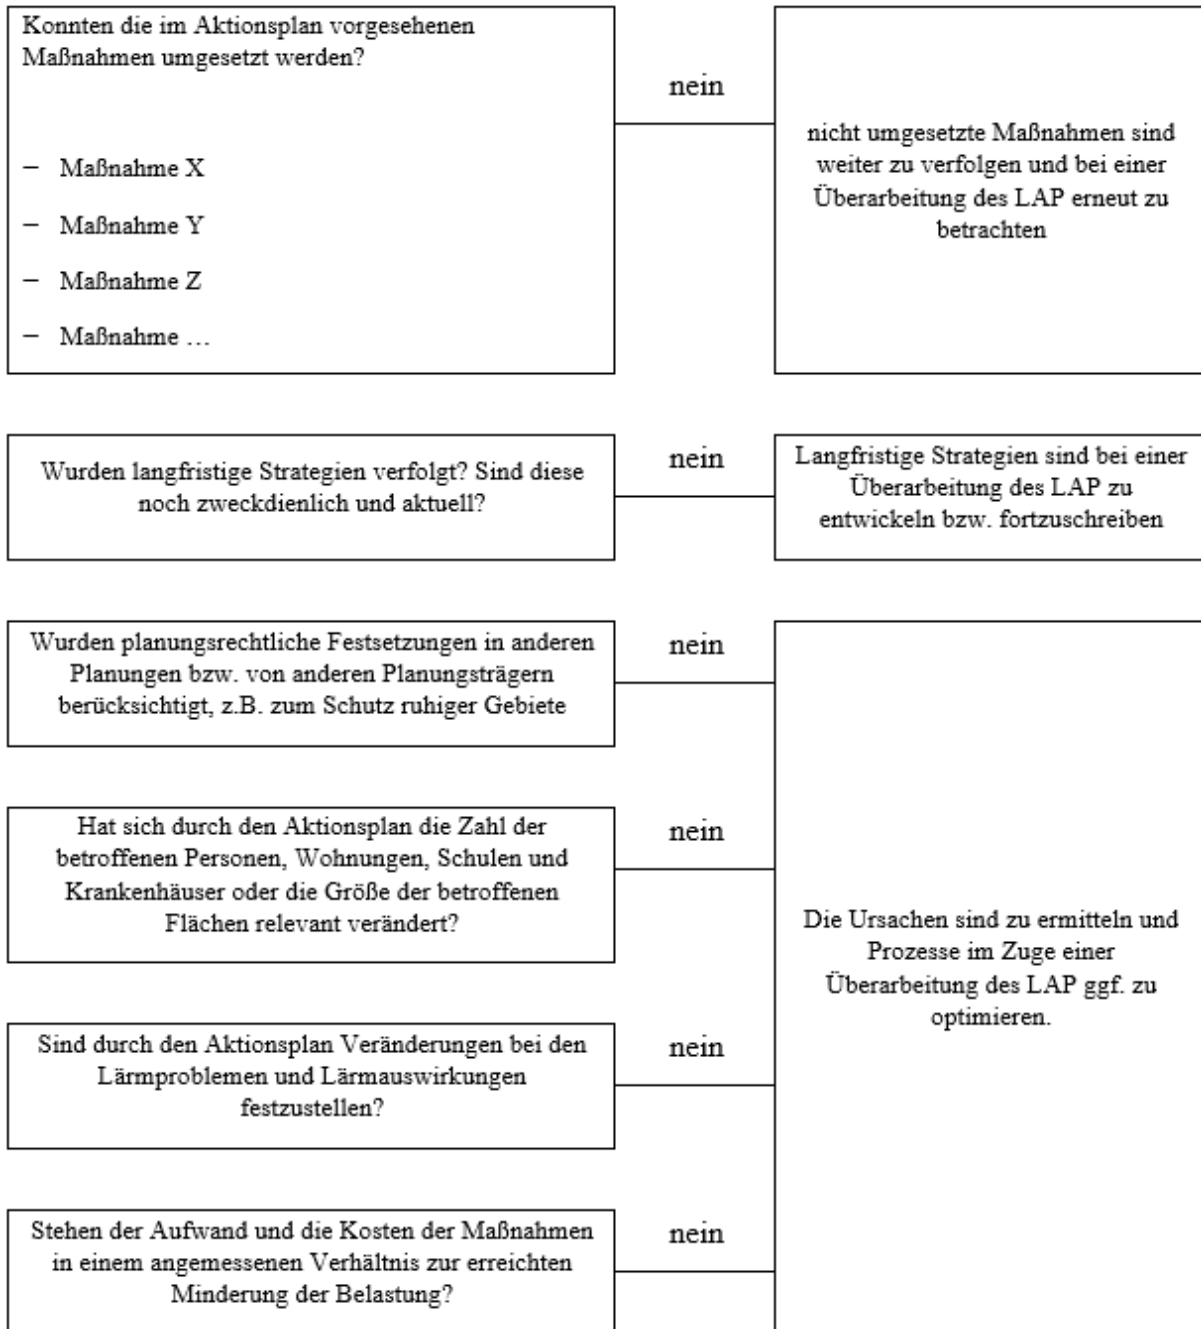 Konnten die im Aktionsplan vorgesehenen
Maßnahmen umgesetzt werden?
– Maßnahme X
– Maßnahme Y
– Maßnahme Z
– Maßnahme …
nein
nicht umgesetzte Maßnahmen sind
weiter zu verfolgen und bei einer
Überarbeitung des LAP erneut zu
betrachten
Wurden langfristige Strategien verfolgt? Sind diese
noch zweckdienlich und aktuell?
nein
Langfristige Strategien sind bei einer
Überarbeitung des LAP zu
entwickeln bzw. fortzuschreiben
Wurden planungsrechtliche Festsetzungen in anderen
Planungen bzw. von anderen Planungsträgern
berücksichtigt, z.B. zum Schutz ruhiger Gebiete
nein
Hat sich durch den Aktionsplan die Zahl der
betroffenen Personen, Wohnungen, Schulen und
Krankenhäuser oder die Größe der betroffenen
Flächen relevant verändert?
nein
Sind durch den Aktionsplan Veränderungen bei den
Lärmproblemen und Lärmauswirkungen
festzustellen?
nein
Stehen der Aufwand und die Kosten der Maßnahmen
in einem angemessenen Verhältnis zur erreichten
Minderung der Belastung?
nein
Die Ursachen sind zu ermitteln und
Prozesse im Zuge einer
Überarbeitung des LAP ggf. zu
optimieren.